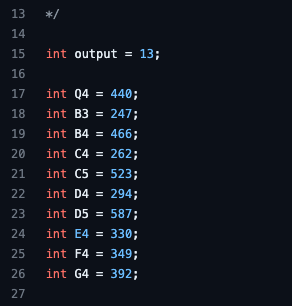 13 */
14
15 int output = 13;
16
17 int Q4 = 440;
18 int B3 = 247;
19 int B4 = 466;
20 int C4 = 262;
21 int C5 = 523;
22 int D4 = 294;
23 int D5 = 587;
24 int E4 = 330;
25 int F4 = 349;
26 int G4 = 392;
27